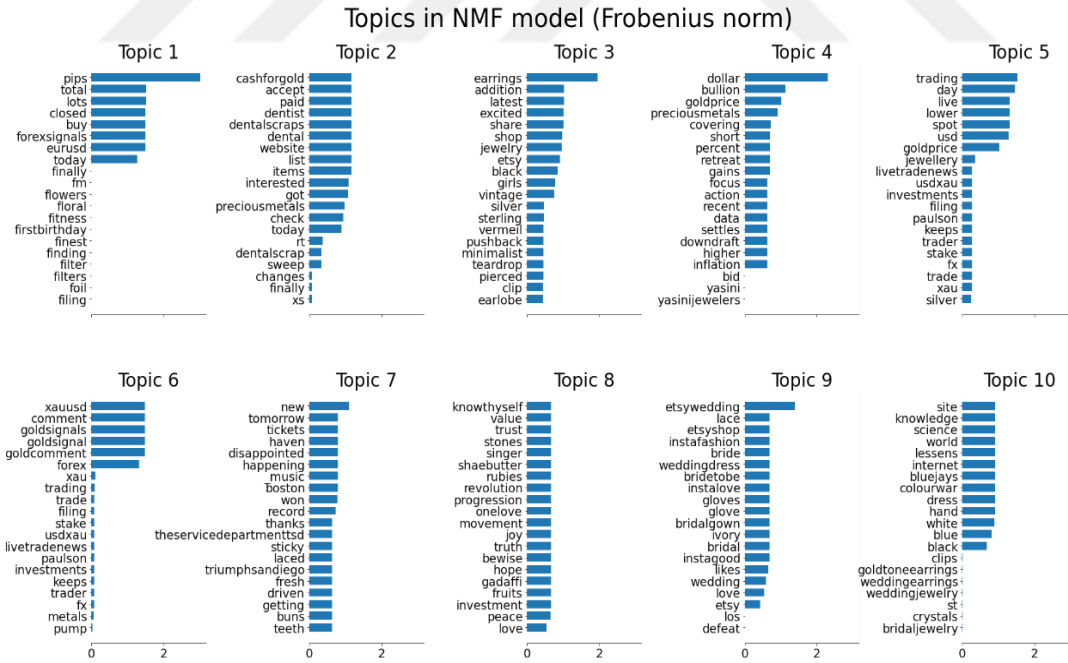 Topics in NMF model (Frobenius norm)
Topic 1
pips
total
lots
closed
buy
forexsignals
eurusd
today
finally
fm
flowers
floral
fitness
firstbirthday
finest
finding
filter
filters
foil
filing
0
2
Topic 2
cashforgold
accept
paid
dentist
dentalscraps
dental
website
list
items
interested
got
preciousmetals
check
today
rt
dentalscrap
sweep
changes
finally
xs
0
2
Topic 3
earrings
addition
latest
excited
share
shop
jewelry
etsy
black
girls
vintage
silver
sterling
vermeil
pushback
minimalist
teardrop
pierced
clip
earlobe
0
2
Topic 4
dollar
bullion
goldprice
preciousmetals
covering
short
percent
retreat
gains
focus
action
recent
data
settles
downdraft
higher
inflation
bid
yasini
yasinijewelers
0
2
Topic 5
trading
day
live
lower
spot
usd
goldprice
jewellery
livetradenews
usdxau
investments
filing
paulson
keeps
trader
stake
fx
trade
xau
silver
0
2
Topic 6
xauusd
comment
goldsignals
goldsignal
goldcomment
forex
xau
trading
trade
filing
stake
usdxau
livetradenews
paulson
investments
keeps
trader
fx
metals
pump
0
2
Topic 7
new
tomorrow
tickets
haven
disappointed
happening
music
boston
won
record
thanks
theservicedepartmenttsd
sticky
laced
triumphsandiego
fresh
driven
getting
buns
teeth
0
2
Topic 8
knowthyself
value
trust
stones
singer
shaebutter
rubies
revolution
progression
onelove
movement
joy
truth
bewise
hope
gadaffi
fruits
investment
peace
love
0
2
Topic 9
etsywedding
lace
etsyshop
instafashion
bride
weddingdress
bridetobe
instalove
gloves
glove
bridalgown
ivory
bridal
instagood
likes
wedding
love
etsy
los
defeat
0
2
Topic 10
site
knowledge
science
world
lessens
internet
bluejays
colourwar
dress
hand
white
blue
black
clips
goldtoneearrings
weddingearrings
weddingjewelry
st
crystals
bridaljewelry
0
2